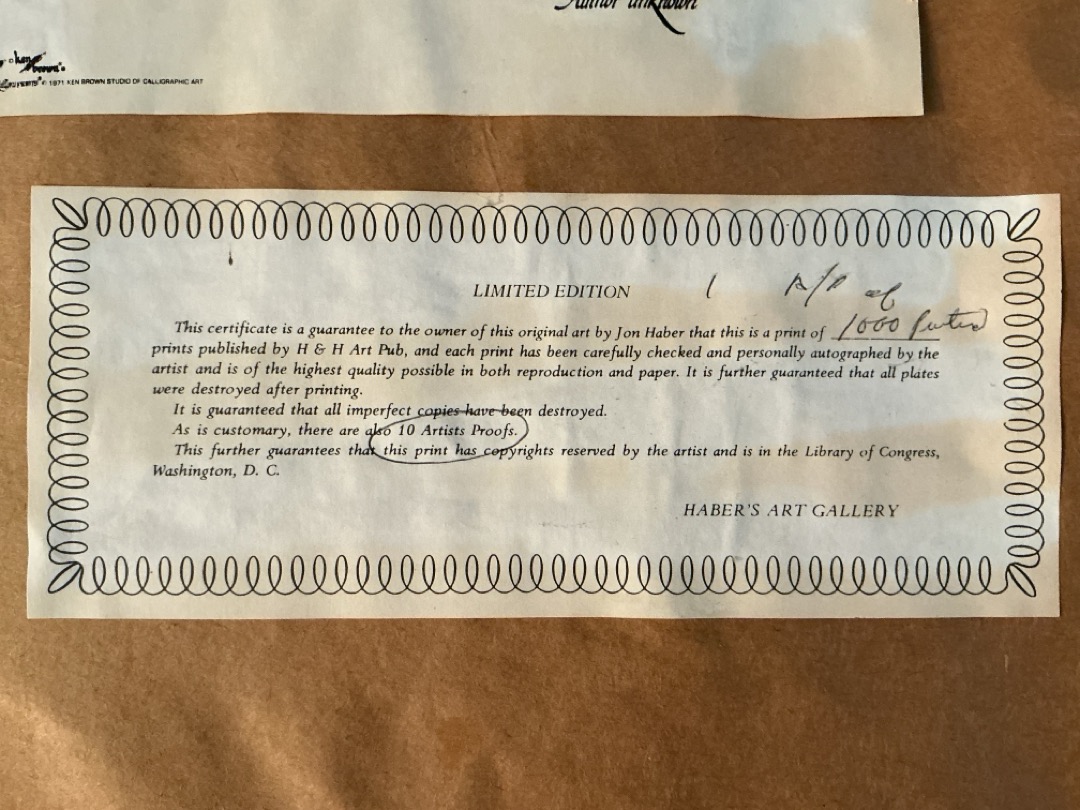 Author unknown
ken brown
© 1971 KEN BROWN STUDIO OF CALLIGRAPHIC ART
LIMITED EDITION 1 A/P of
This certificate is a guarantee to the owner of this original art by Jon Haber that this is a print of 1000
prints published by H & H Art Pub, and each print has been carefully checked and personally autographed by the
artist and is of the highest quality possible in both reproduction and paper. It is further guaranteed that all plates
were destroyed after printing.
It is guaranteed that all imperfect copies have been destroyed.
As is customary, there are also 10 Artists Proofs.
This further guarantees that this print has copyrights reserved by the artist and is in the Library of Congress,
Washington, D. C.
HABER'S ART GALLERY